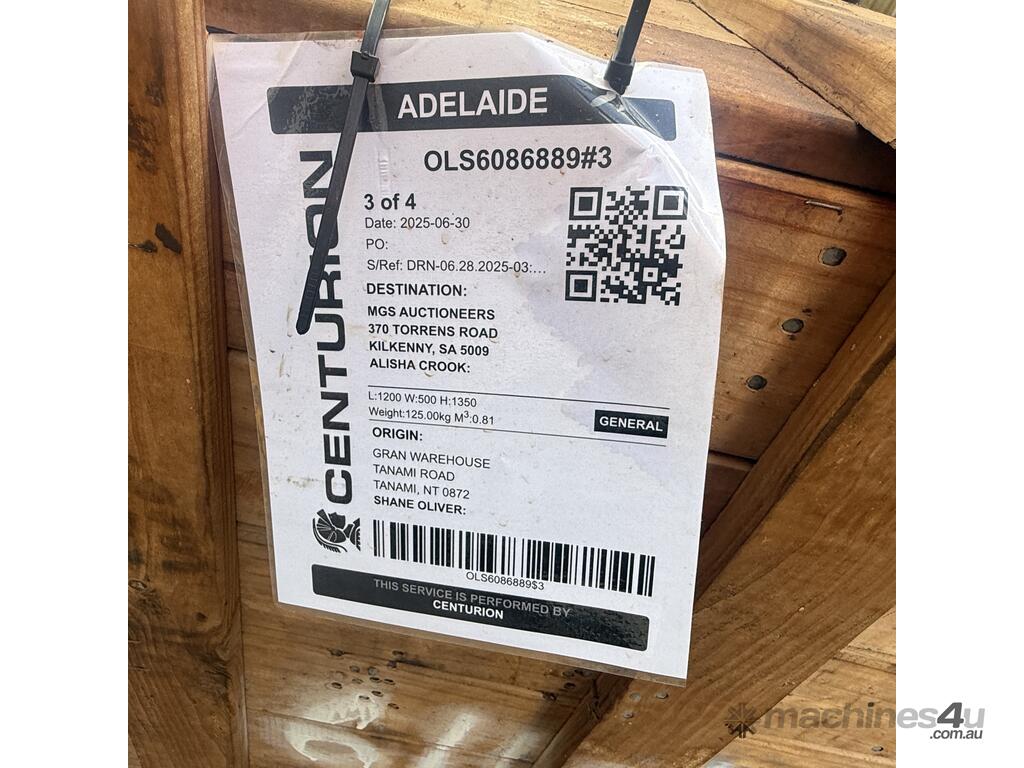 ADELAIDE
OLS6086889#3
CENTURION
3 of 4
Date: 2025-06-30
PO:
S/Ref: DRN-06.28.2025-03:...
DESTINATION:
MGS AUCTIONEERS
370 TORRENS ROAD
KILKENNY, SA 5009
ALISHA CROOK:
L:1200 W:500 H:1350
Weight:125.00kg M³:0.81
GENERAL
ORIGIN:
GRAN WAREHOUSE
TANAMI ROAD
TANAMI, NT 0872
SHANE OLIVER:
OLS6086889$3
THIS SERVICE IS PERFORMED BY
CENTURION
machines4u
.com.au